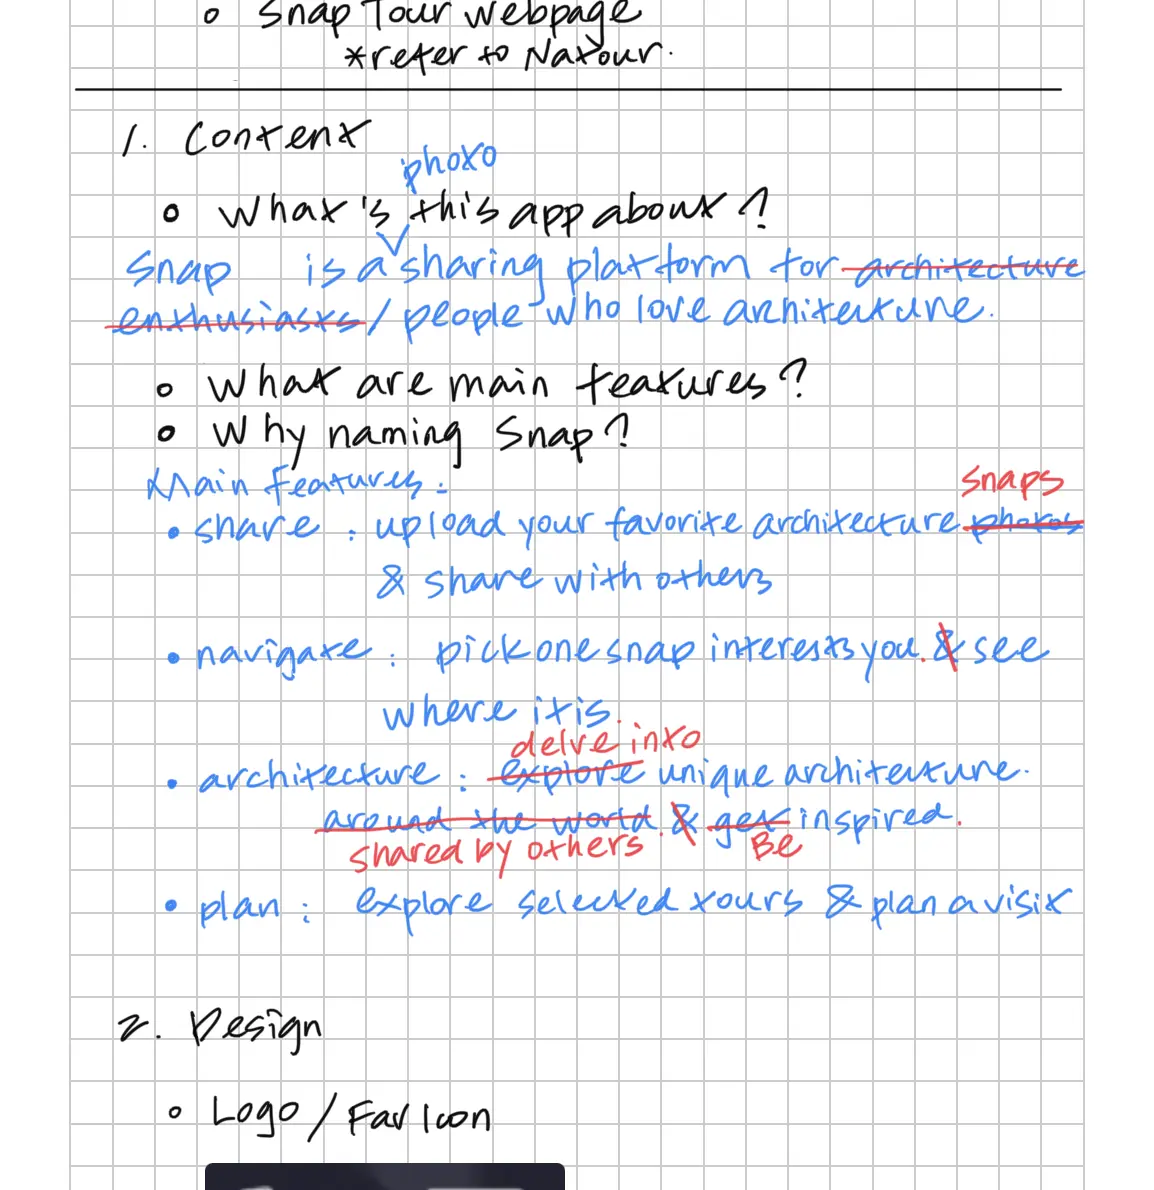 o Snap Tour webpage
*refer to Natour.
1. Content
photo
o What's this app about?
Snap is a sharing platform for architecture
enthusiasts / people who love architecture.
o What are main features?
o Why naming Snap?
Main features:
snaps
• share : upload your favorite architecture photos
& share with others
• navigate : pick one snap interests you. & see
where it is.
delve into
• architecture : explore unique architecture.
around the world. & get inspired.
shared by others Be
• plan : explore selected tours & plan a visit
2. Design
o Logo / FavIcon